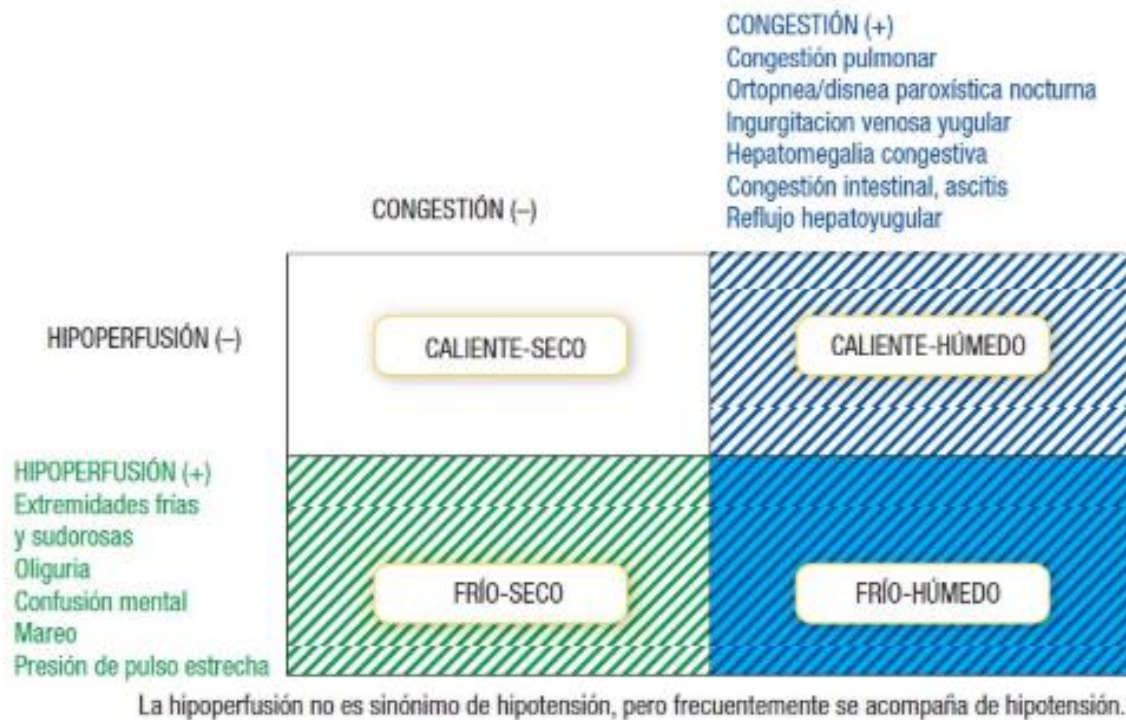 CONGESTIÓN (+)
Congestión pulmonar
Ortopnea/disnea paroxística nocturna
Ingurgitacion venosa yugular
Hepatomegalia congestiva
Congestión intestinal, ascitis
Reflujo hepatoyugular
CONGESTIÓN (–)
HIPOPERFUSIÓN (–)
CALIENTE-SECO
CALIENTE-HÚMEDO
HIPOPERFUSIÓN (+)
Extremidades frías
y sudorosas
Oliguria
Confusión mental
Mareo
Presión de pulso estrecha
FRÍO-SECO
FRÍO-HÚMEDO
La hipoperfusión no es sinónimo de hipotensión, pero frecuentemente se acompaña de hipotensión.